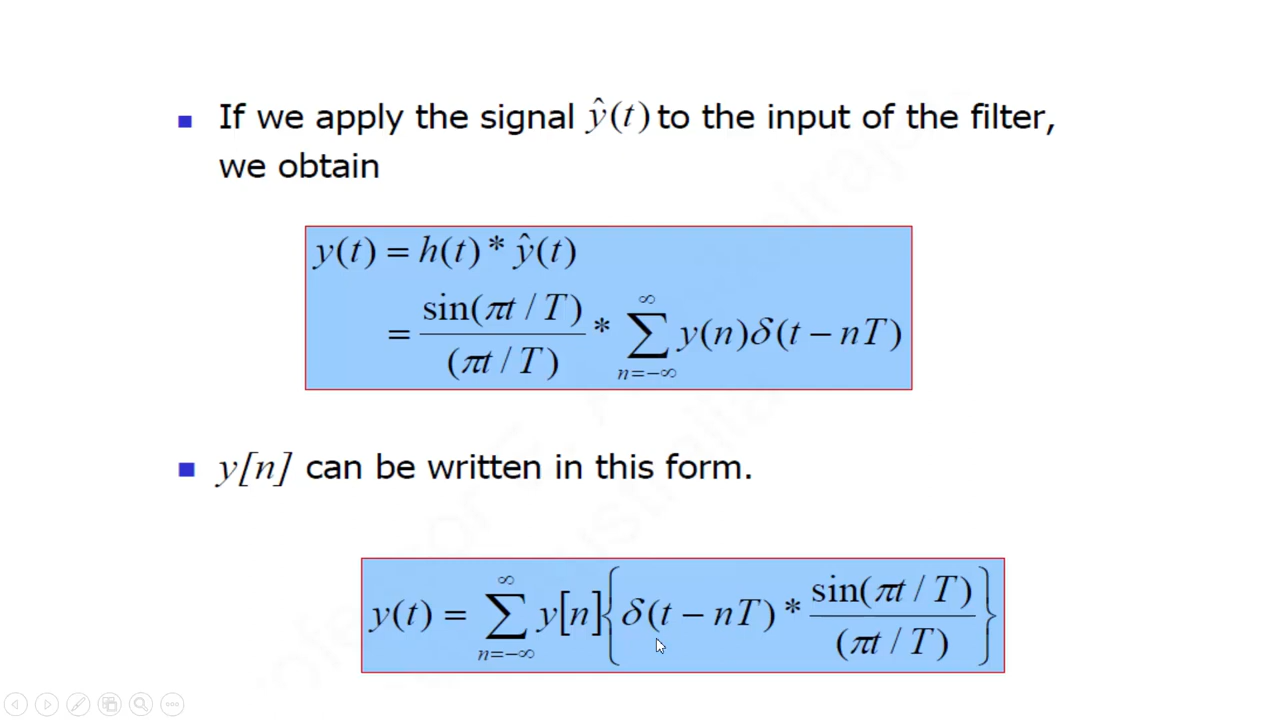 If we apply the signal ŷ(t) to the input of the filter,
we obtain
y(t) = h(t) * ŷ(t)
= sin(πt / T) / (πt / T) * ∑_{n=−∞}^{∞} y(n)δ(t − nT)
y[n] can be written in this form.
y(t) = ∑_{n=−∞}^{∞} y[n]{δ(t − nT) * sin(πt / T) / (πt / T)}